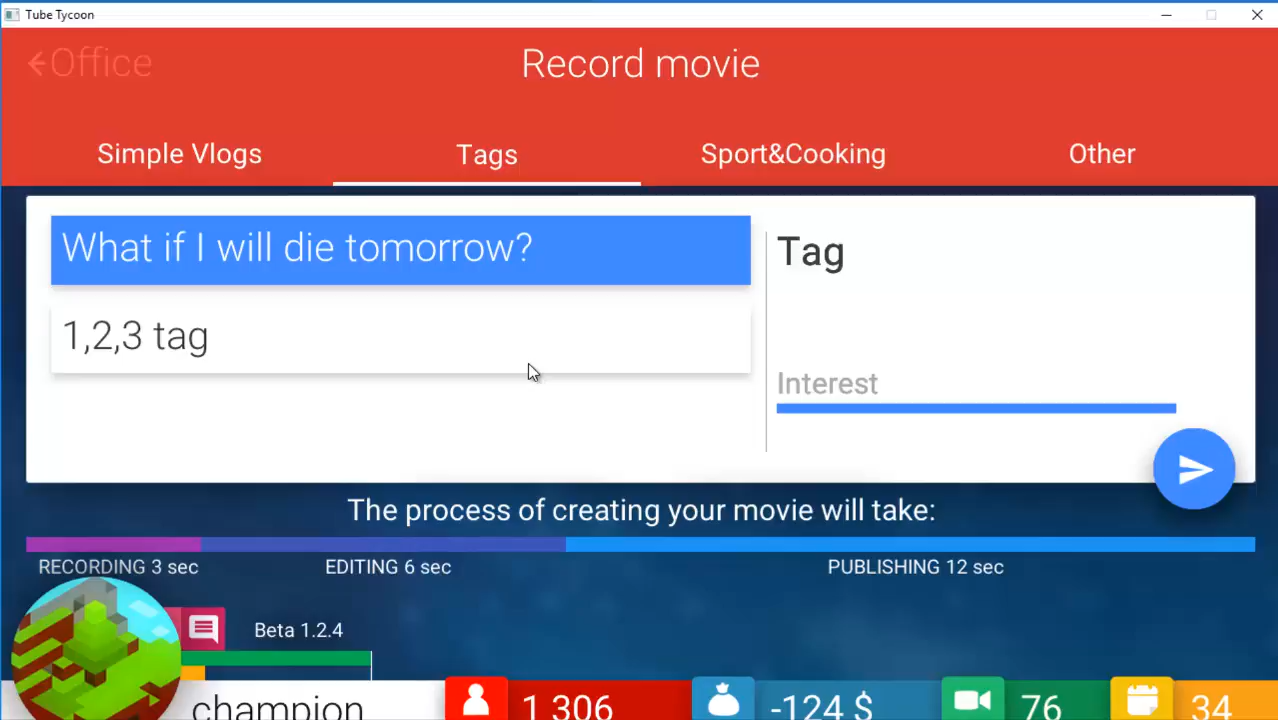 Tube Tycoon
Office
Record movie
Simple Vlogs
Tags
Sport&Cooking
Other
What if I will die tomorrow?
1,2,3 tag
Tag
Interest
The process of creating your movie will take:
RECORDING 3 sec
EDITING 6 sec
PUBLISHING 12 sec
Beta 1.2.4
champion
1 306
-124 $
76
34